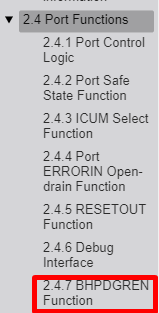 2.4 Port Functions
2.4.1 Port Control
Logic
2.4.2 Port Safe
State Function
2.4.3 ICUM Select
Function
2.4.4 Port
ERRORIN Open-
drain Function
2.4.5 RESETOUT
Function
2.4.6 Debug
Interface
2.4.7 BHPDGREN
Function